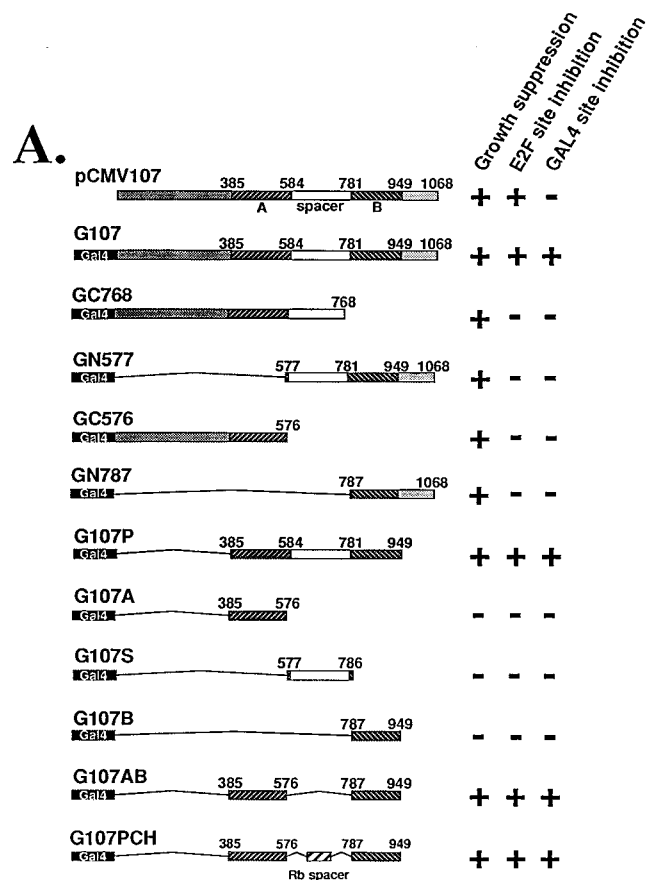 A.
Growth suppression
E2F site inhibition
GAL4 site inhibition
pCMV107
385 584 781 949 1068
A spacer B
+ + -
G107
385 584 781 949 1068
Gal4
+ + +
GC768
768
Gal4
+ - -
GN577
577 781 949 1068
Gal4
+ - -
GC576
576
Gal4
+ - -
GN787
787 1068
Gal4
+ - -
G107P
385 584 781 949
Gal4
+ + +
G107A
385 576
Gal4
- - -
G107S
577 786
Gal4
- - -
G107B
787 949
Gal4
- - -
G107AB
385 576 787 949
Gal4
+ + +
G107PCH
385 576 787 949
Gal4
+ + +
Rb spacer